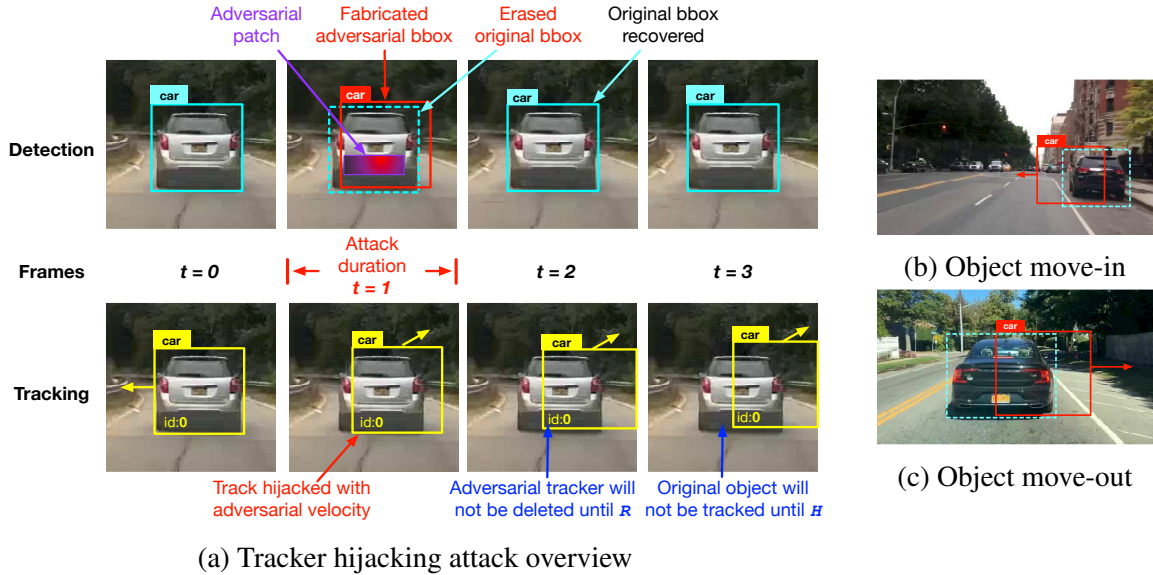 Adversarial
patch
Fabricated
adversarial bbox
Erased
original bbox
Original bbox
recovered
car
car
car
car
Detection
Frames
t = 0
Attack
duration
t = 1
t = 2
t = 3
car
car
car
car
Tracking
id:0
id:0
id:0
id:0
Track hijacked with
adversarial velocity
Adversarial tracker will
not be deleted until R
Original object will
not be tracked until H
(a) Tracker hijacking attack overview
car
(b) Object move-in
car
(c) Object move-out